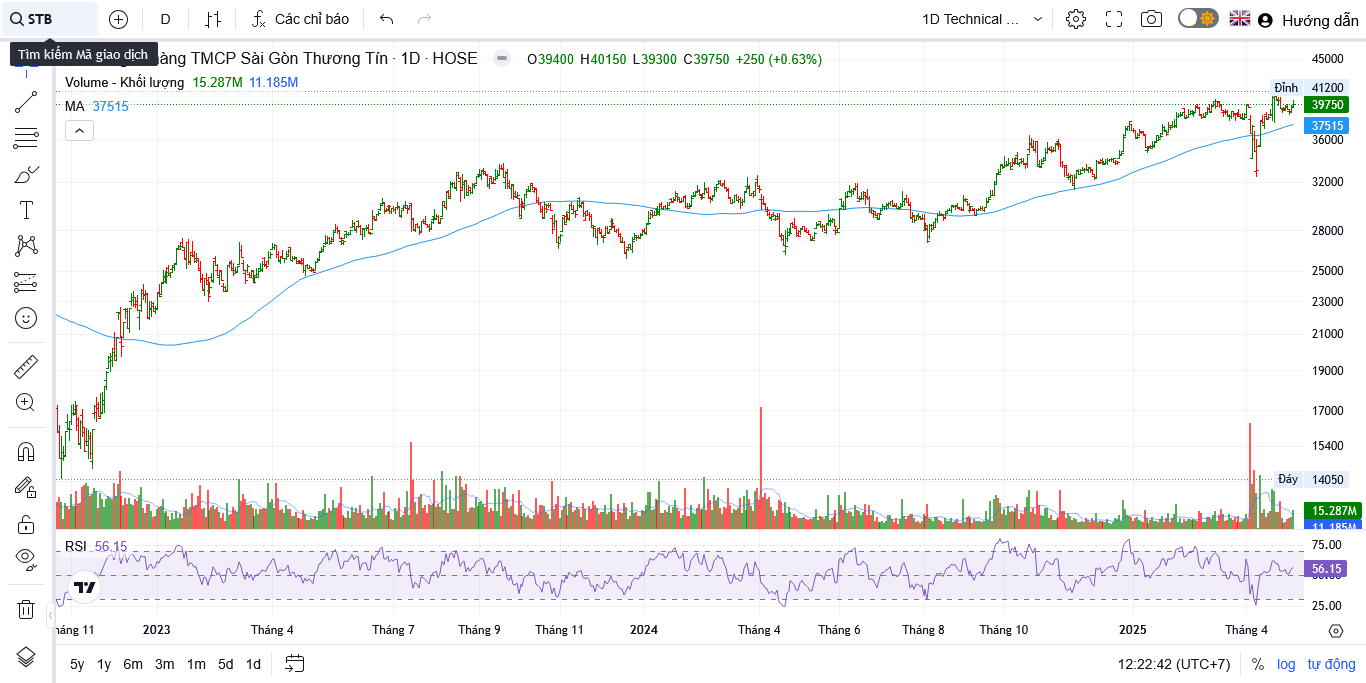 STB D Các chỉ báo 1D Technical ... Hướng dẫn
Tìm kiếm Mã giao dịch
àng TMCP Sài Gòn Thương Tín · 1D · HOSE O39400 H40150 L39300 C39750 +250 (+0.63%)
Volume - Khối lượng 15.287M 11.185M
MA 37515
45000
Đỉnh 41200
39750
37515
36000
32000
28000
25000
23000
21000
19000
17000
15400
Đáy 14050
15.287M
11.185M
RSI 56.15
75.00
56.15
25.00
háng 11 2023 Tháng 4 Tháng 7 Tháng 9 Tháng 11 2024 Tháng 4 Tháng 6 Tháng 8 Tháng 10 2025 Tháng 4
5y 1y 6m 3m 1m 5d 1d 12:22:42 (UTC+7) % log tự động